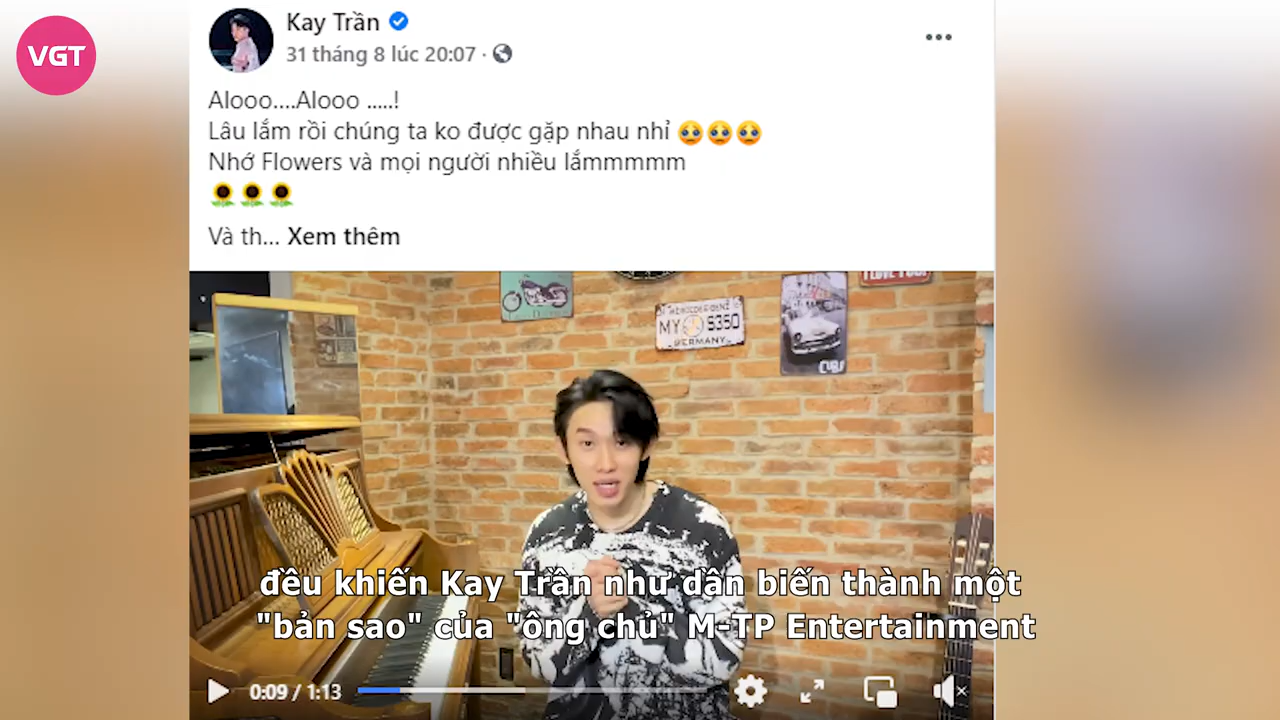 VGT
Kay Trần
31 tháng 8 lúc 20:07 ·
Alooo....Alooo .....!
Lâu lắm rồi chúng ta ko được gặp nhau nhỉ 🥺🥺🥺
Nhớ Flowers và mọi người nhiều lắmmmmm
🌻🌻🌻
Và th... Xem thêm
I LOVE YOU!
MY S350
GERMANY
đều khiến Kay Trần như dần biến thành một
"bản sao" của "ông chủ" M-TP Entertainment
0:09 / 1:13